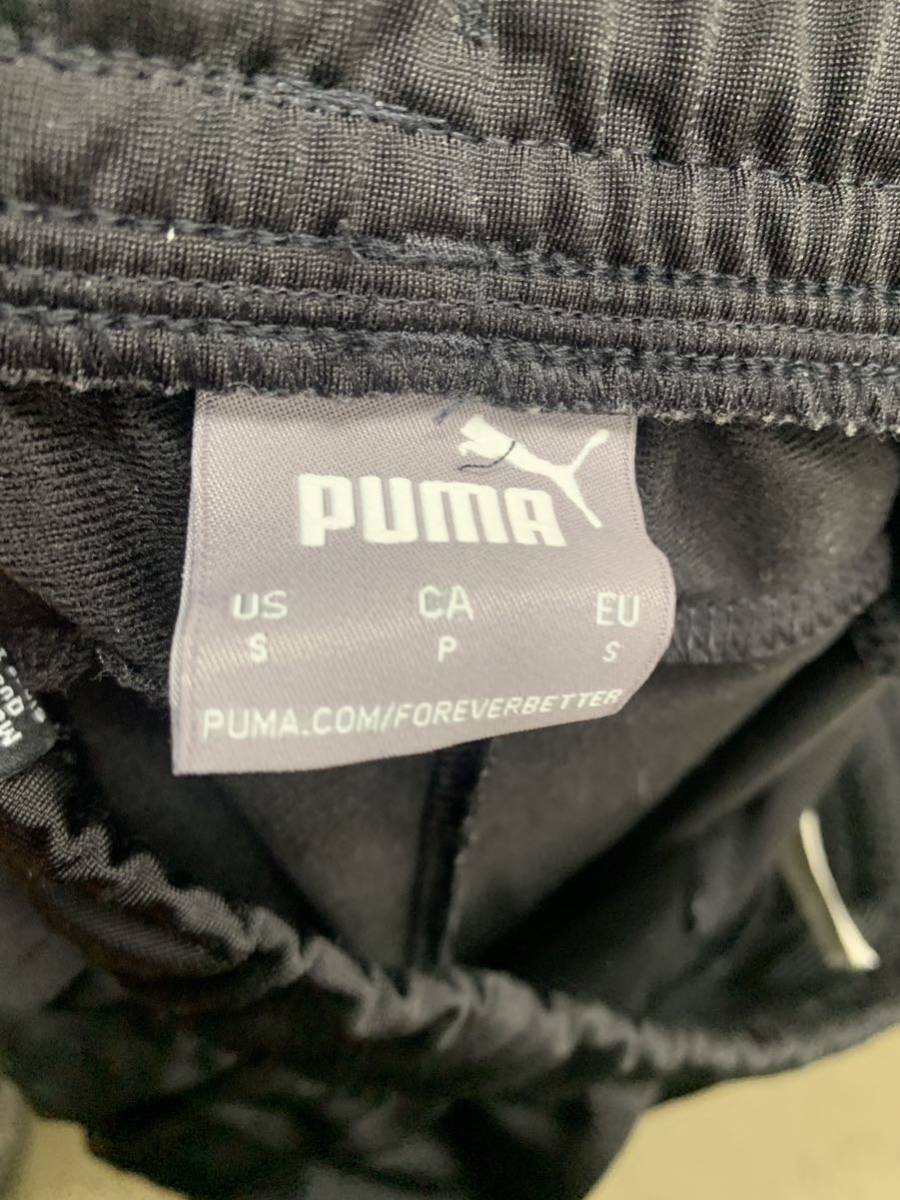 PUMA
US CA EU
S P S
PUMA.COM/FOREVERBETTER